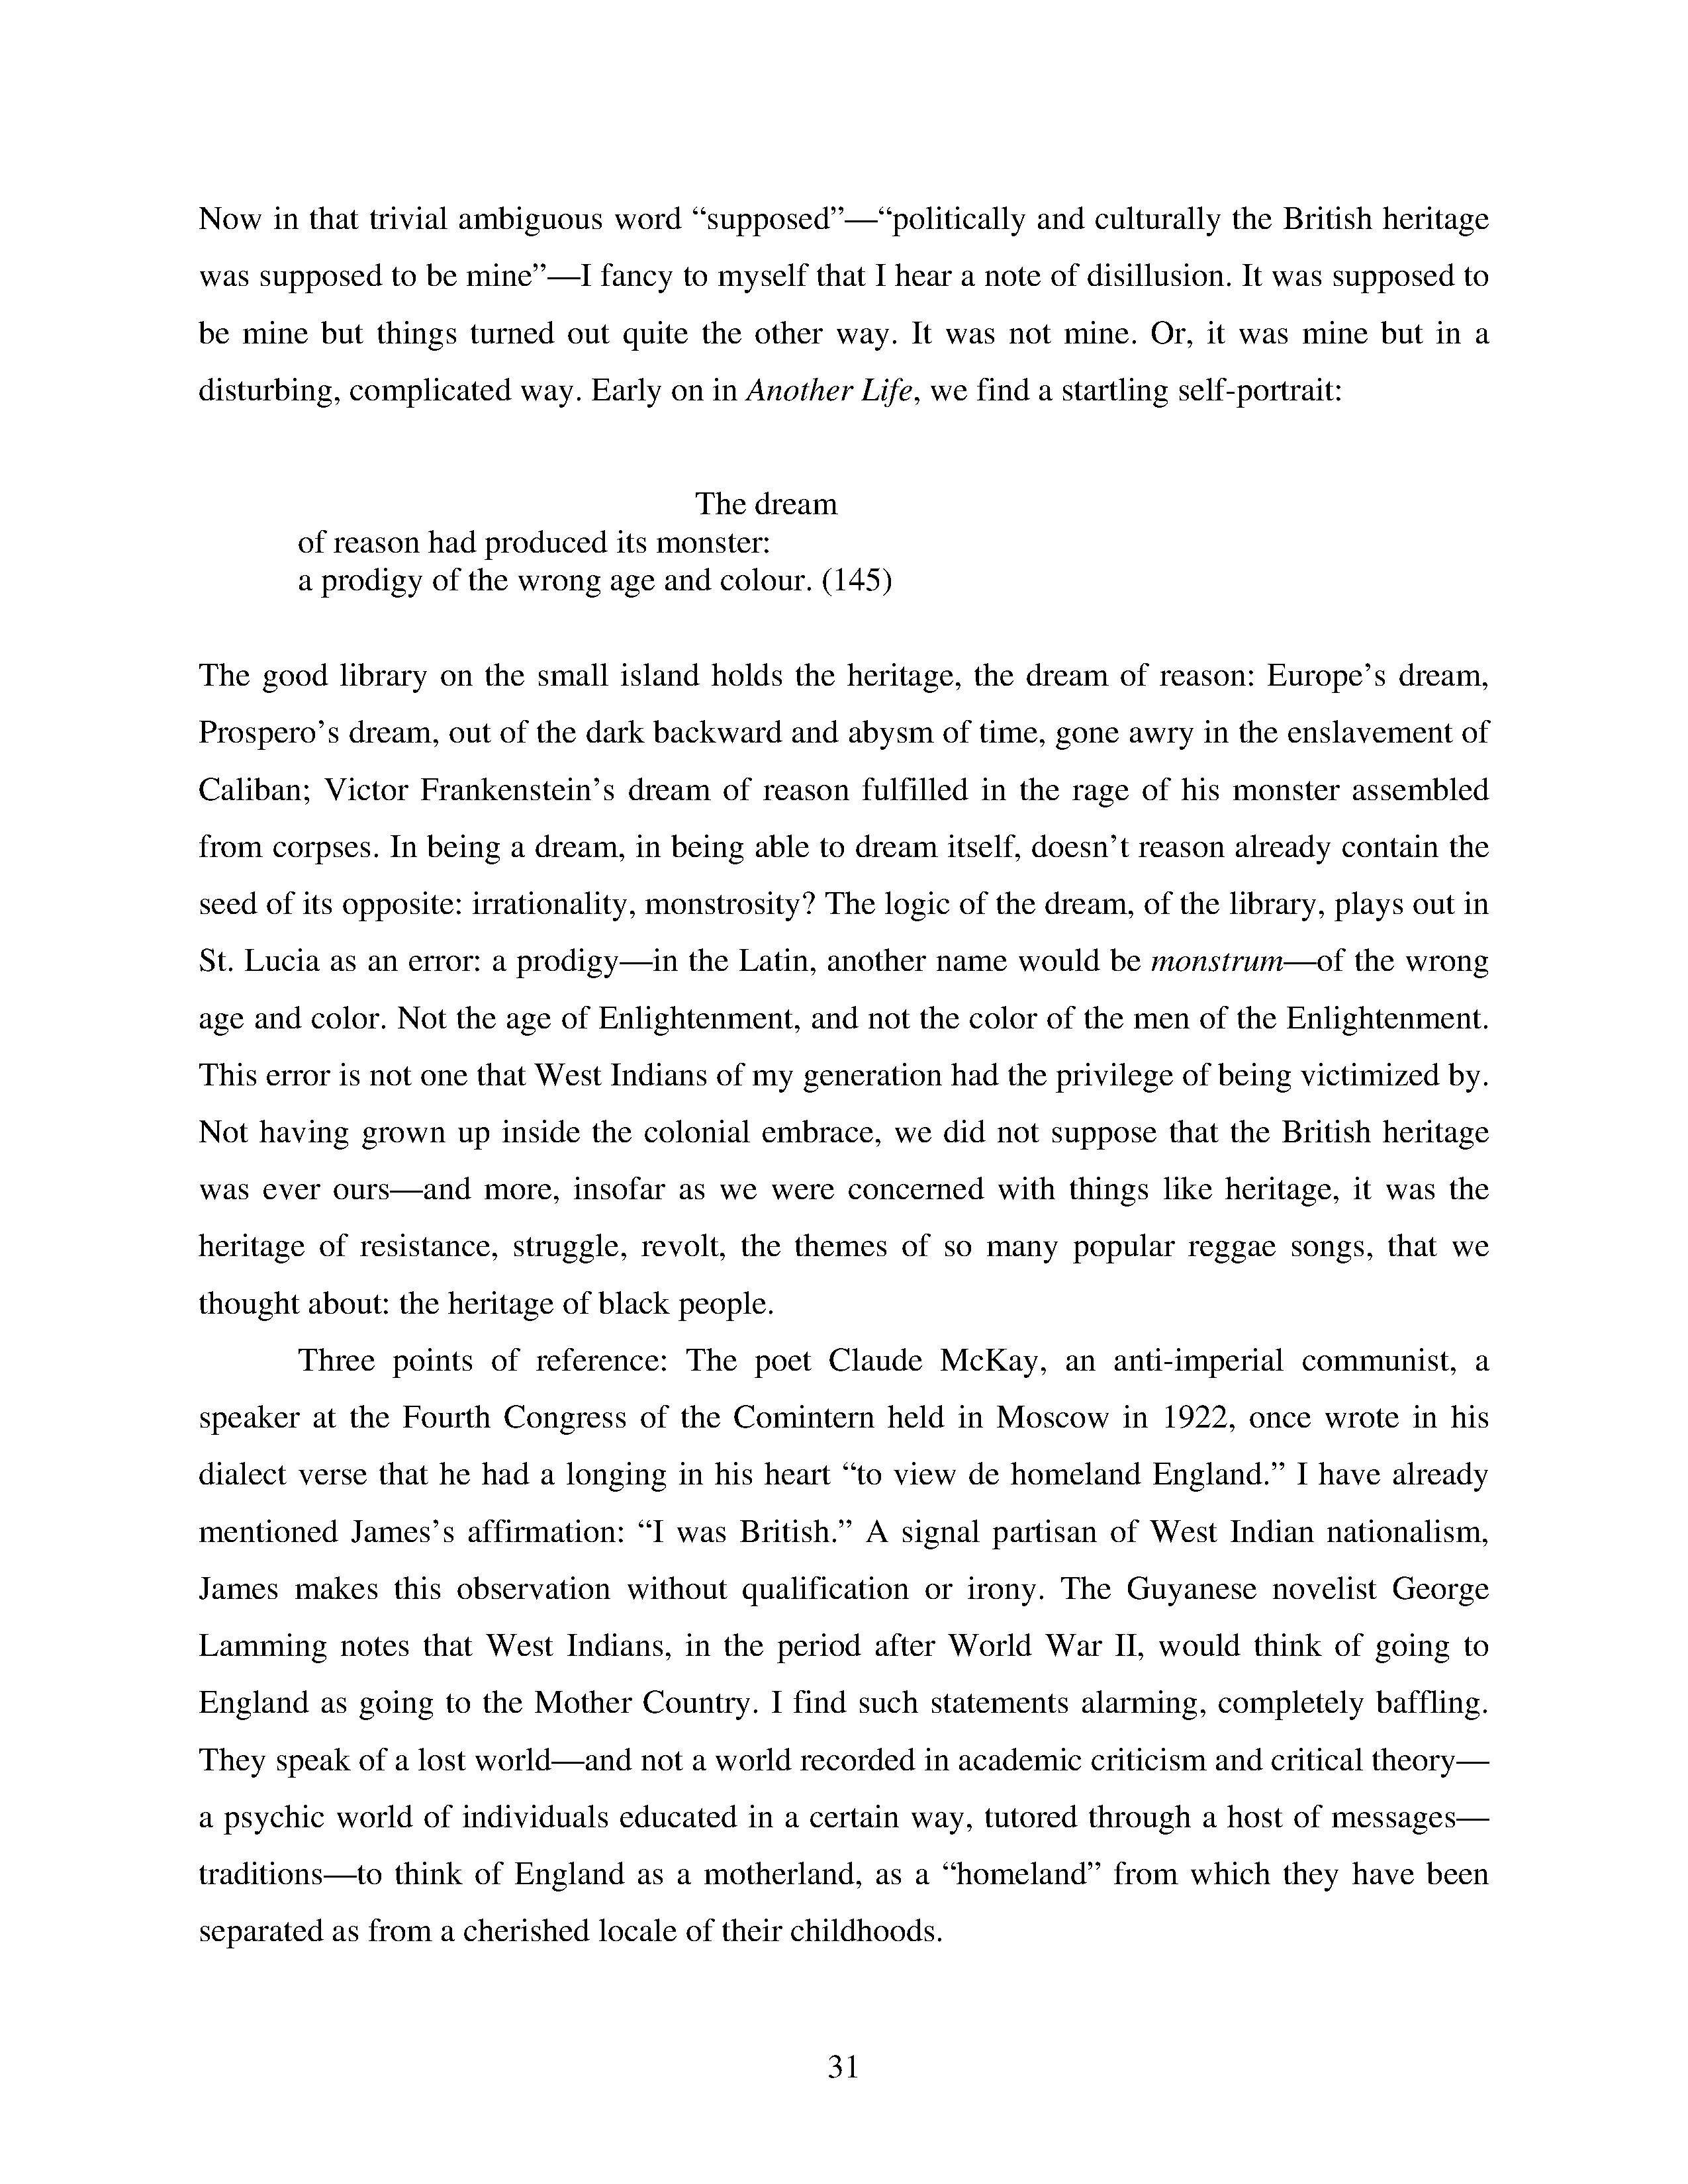 Now in that trivial ambiguous word “supposed”—“politically and culturally the British heritage
was supposed to be mine”—I fancy to myself that I hear a note of disillusion. It was supposed to
be mine but things turned out quite the other way. It was not mine. Or, it was mine but in a
disturbing, complicated way. Early on in Another Life, we find a startling self-portrait:
The dream
of reason had produced its monster:
a prodigy of the wrong age and colour. (145)
The good library on the small island holds the heritage, the dream of reason: Europe’s dream,
Prospero’s dream, out of the dark backward and abysm of time, gone awry in the enslavement of
Caliban; Victor Frankenstein’s dream of reason fulfilled in the rage of his monster assembled
from corpses. In being a dream, in being able to dream itself, doesn’t reason already contain the
seed of its opposite: irrationality, monstrosity? The logic of the dream, of the library, plays out in
St. Lucia as an error: a prodigy—in the Latin, another name would be monstrum—of the wrong
age and color. Not the age of Enlightenment, and not the color of the men of the Enlightenment.
This error is not one that West Indians of my generation had the privilege of being victimized by.
Not having grown up inside the colonial embrace, we did not suppose that the British heritage
was ever ours—and more, insofar as we were concerned with things like heritage, it was the
heritage of resistance, struggle, revolt, the themes of so many popular reggae songs, that we
thought about: the heritage of black people.
Three points of reference: The poet Claude McKay, an anti-imperial communist, a
speaker at the Fourth Congress of the Comintern held in Moscow in 1922, once wrote in his
dialect verse that he had a longing in his heart “to view de homeland England.” I have already
mentioned James’s affirmation: “I was British.” A signal partisan of West Indian nationalism,
James makes this observation without qualification or irony. The Guyanese novelist George
Lamming notes that West Indians, in the period after World War II, would think of going to
England as going to the Mother Country. I find such statements alarming, completely baffling.
They speak of a lost world—and not a world recorded in academic criticism and critical theory—
a psychic world of individuals educated in a certain way, tutored through a host of messages—
traditions—to think of England as a motherland, as a “homeland” from which they have been
separated as from a cherished locale of their childhoods.
31